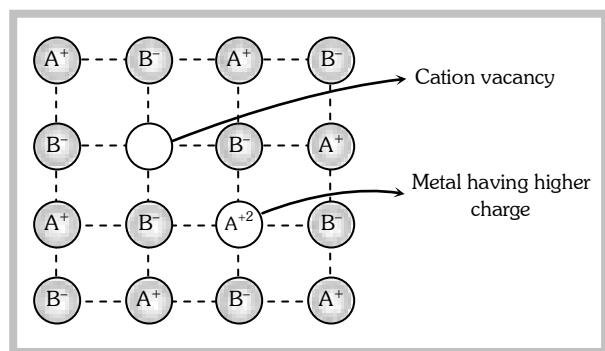 A⁺ B⁻ A⁺ B⁻
Cation vacancy
B⁻ B⁻ A⁺
Metal having higher
charge
A⁺ B⁻ A⁺² B⁻
B⁻ A⁺ B⁻ A⁺